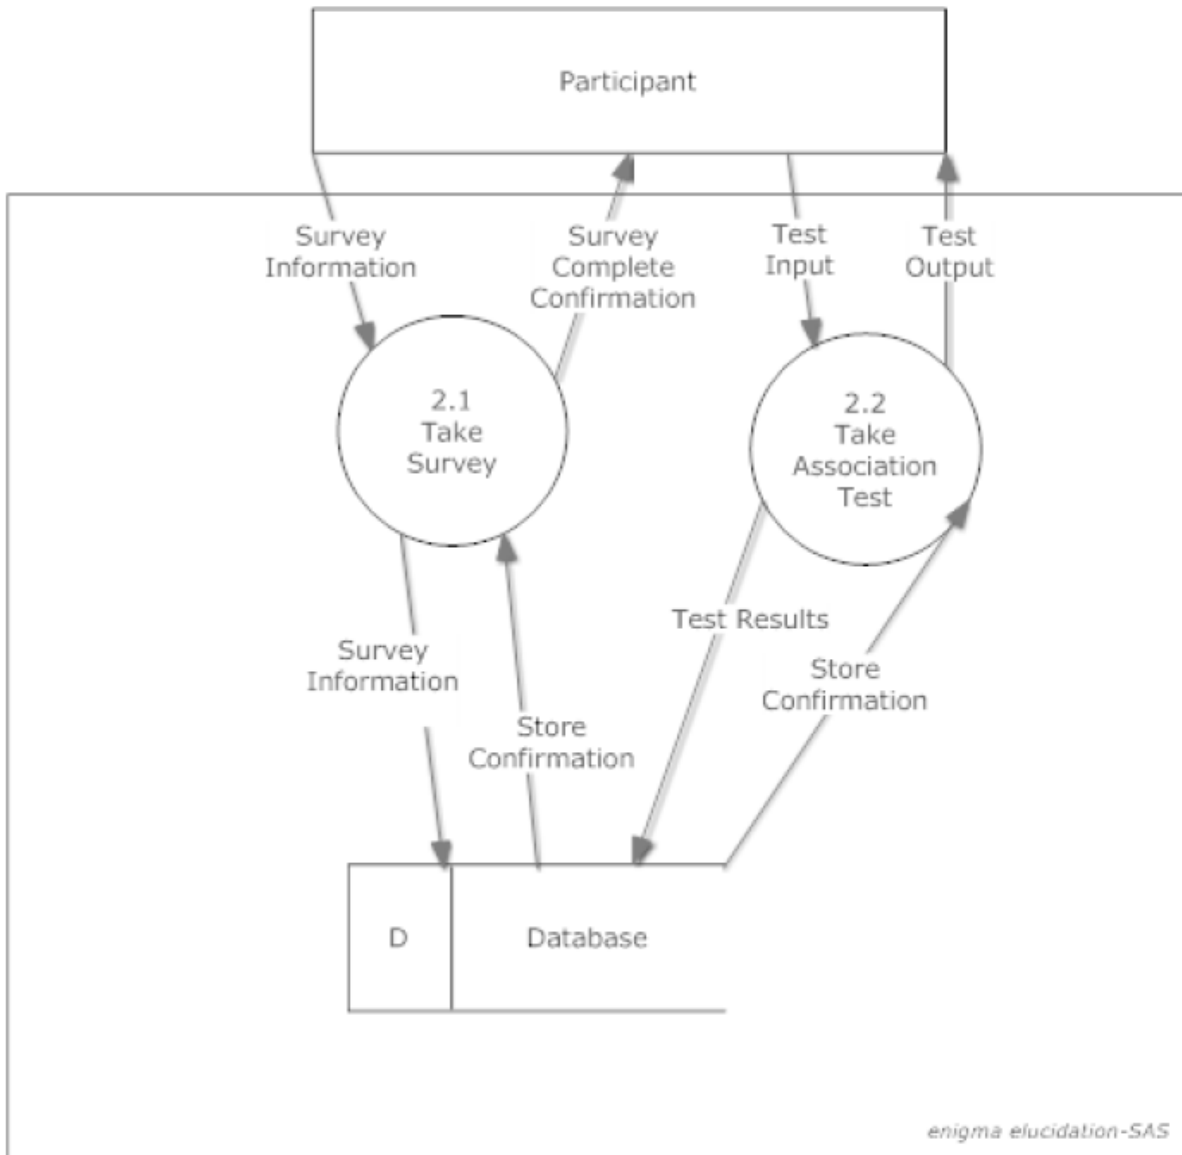 Participant
Survey
Information
Survey
Complete
Confirmation
Test
Input
Test
Output
2.1
Take
Survey
2.2
Take
Association
Test
Test Results
Survey
Information
Store
Confirmation
Store
Confirmation
D
Database
enigma elucidation-SAS